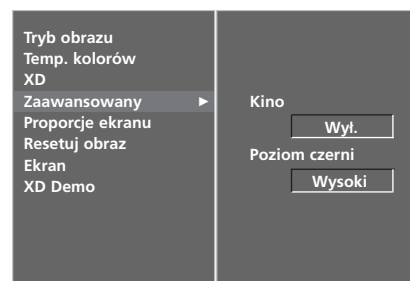 Tryb obrazu
Temp. kolorów
XD
Zaawansowany ►
Proporcje ekranu
Resetuj obraz
Ekran
XD Demo
Kino
Wył.
Poziom czerni
Wysoki